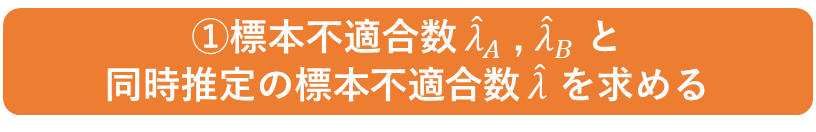 ①標本不適合数 λ̂_A , λ̂_B と
同時推定の標本不適合数 λ̂ を求める